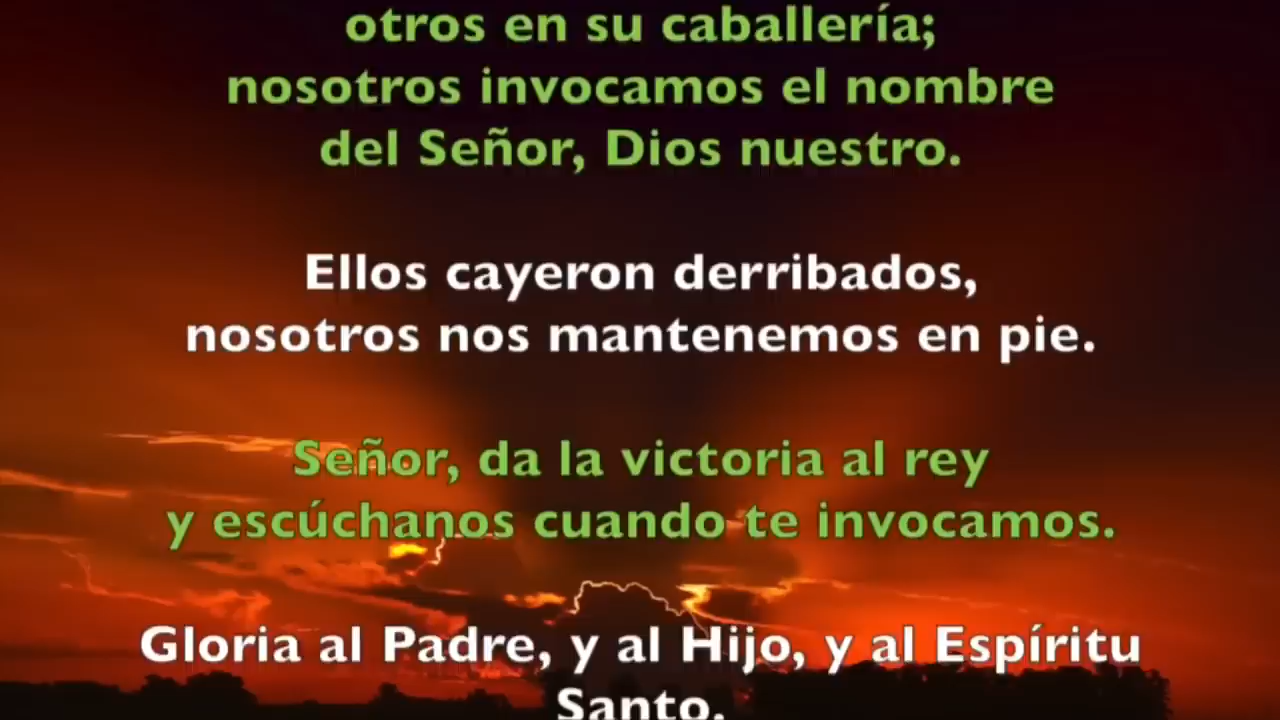 otros en su caballería;
nosotros invocamos el nombre
del Señor, Dios nuestro.
Ellos cayeron derribados,
nosotros nos mantenemos en pie.
Señor, da la victoria al rey
y escúchanos cuando te invocamos.
Gloria al Padre, y al Hijo, y al Espíritu
Santo.